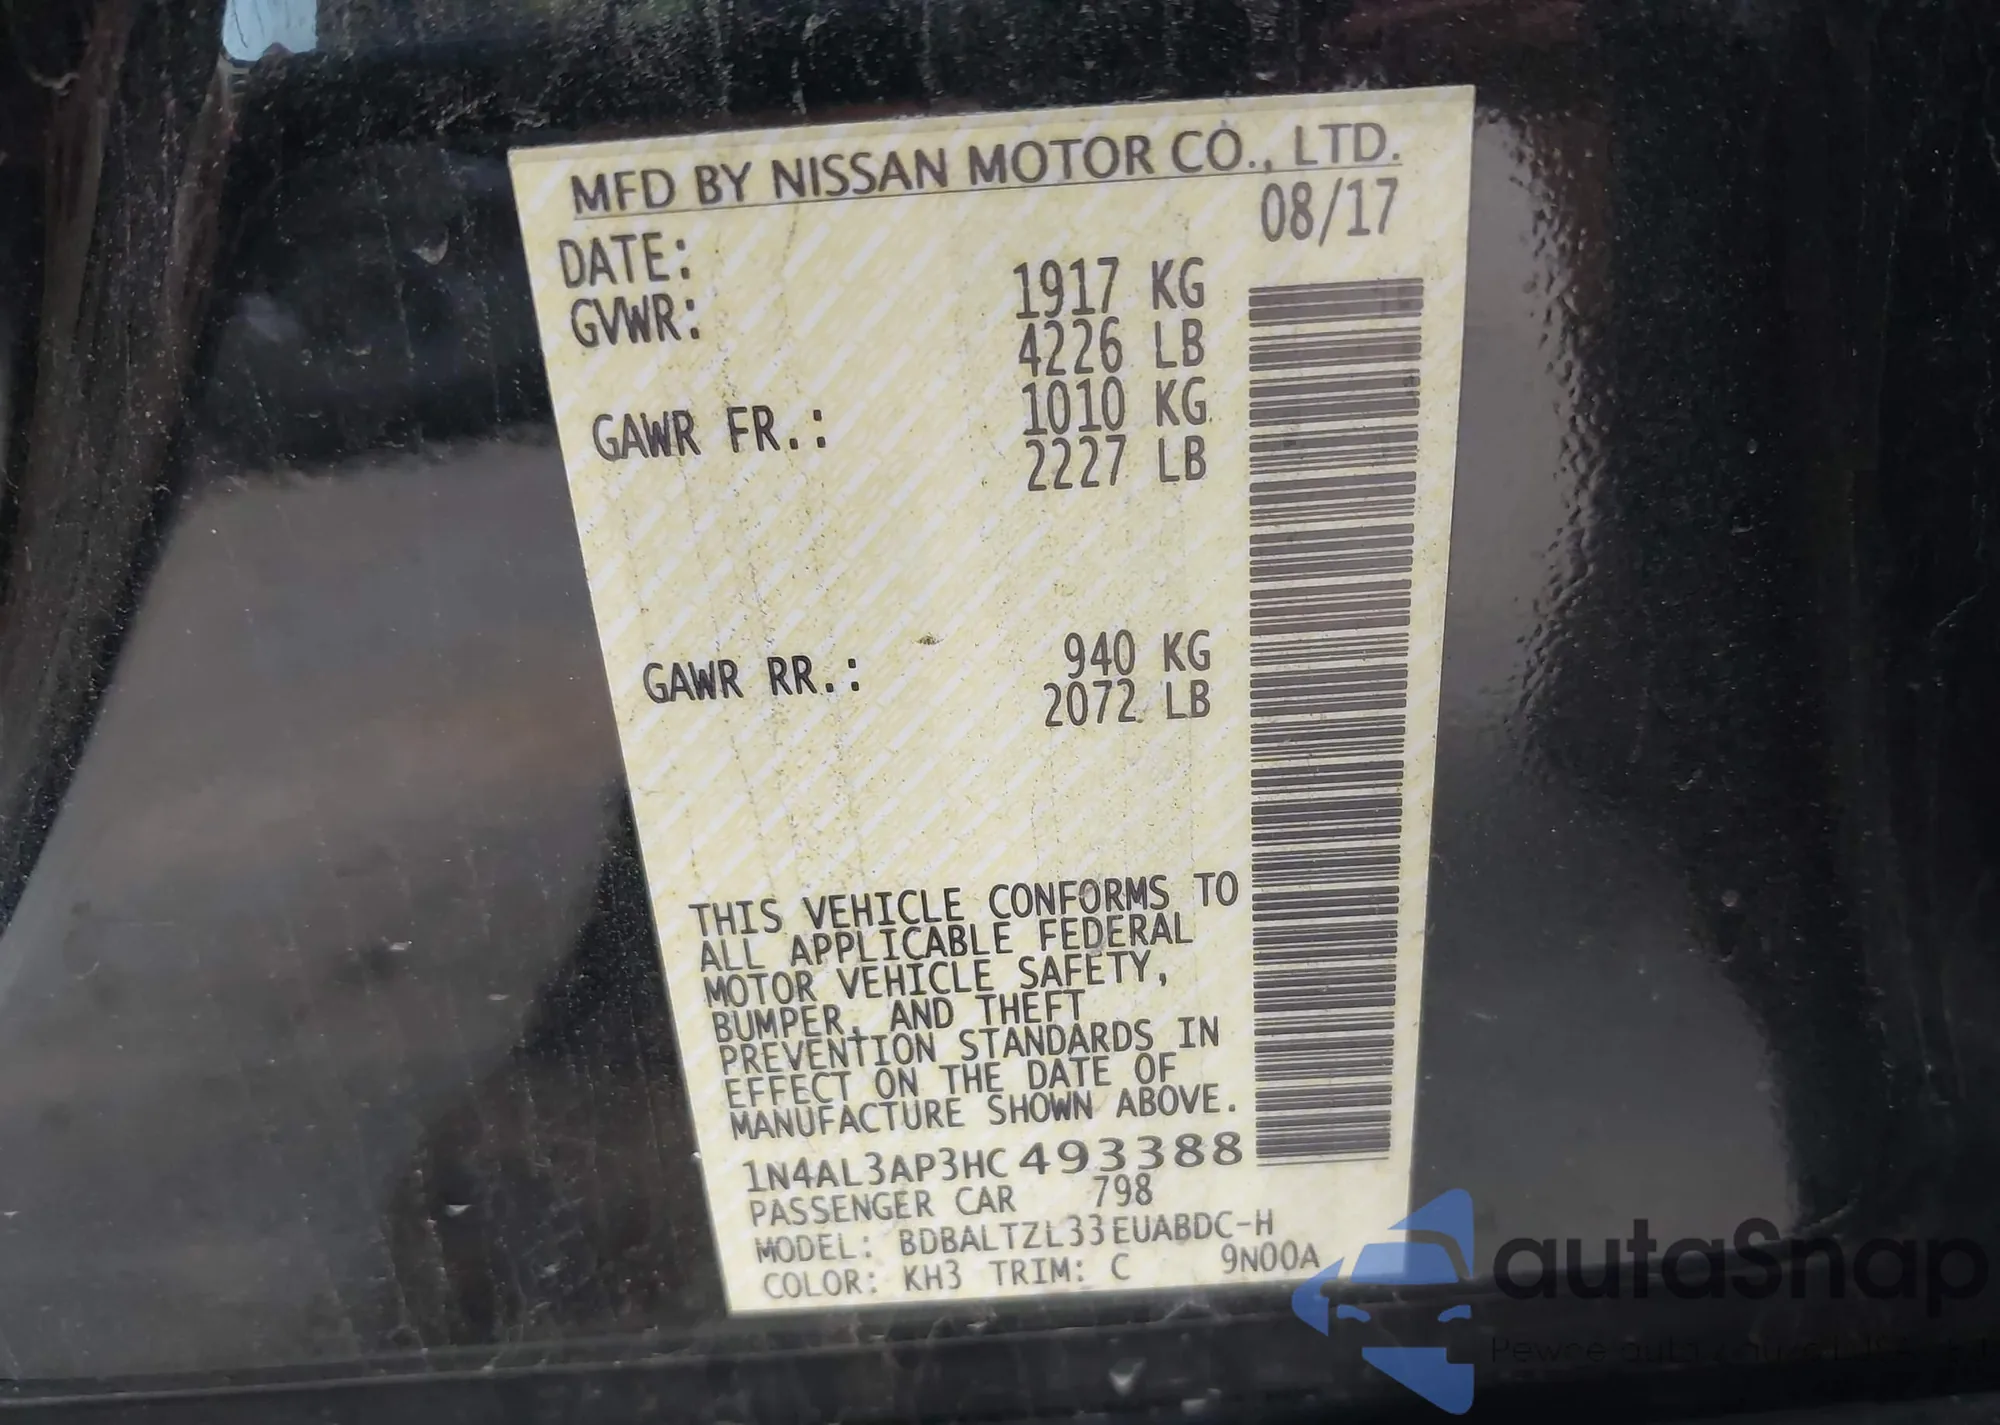 MFD BY NISSAN MOTOR CO., LTD.
DATE: 08/17
GVWR: 1917 KG
4226 LB
GAWR FR.: 1010 KG
2227 LB
GAWR RR.: 940 KG
2072 LB
THIS VEHICLE CONFORMS TO
ALL APPLICABLE FEDERAL
MOTOR VEHICLE SAFETY,
BUMPER, AND THEFT
PREVENTION STANDARDS IN
EFFECT ON THE DATE OF
MANUFACTURE SHOWN ABOVE.
1N4AL3AP3HC493388
PASSENGER CAR 798
MODEL: BDBALTZL33EUABDC-H
COLOR: KH3 TRIM: C 9N00A
autaSnap